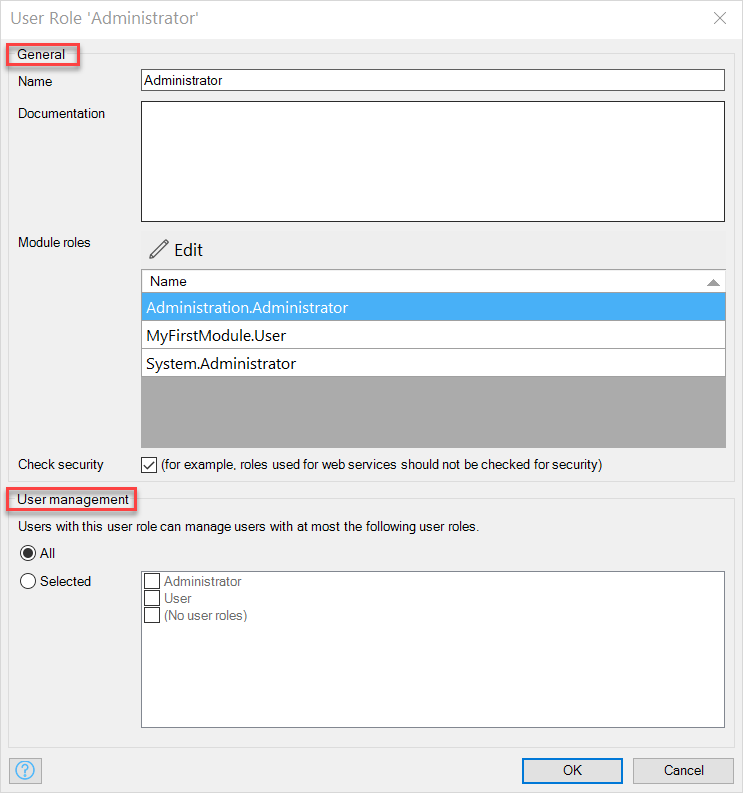 User Role 'Administrator'
General
Name
Administrator
Documentation
Module roles
Edit
Name
Administration.Administrator
MyFirstModule.User
System.Administrator
Check security
(for example, roles used for web services should not be checked for security)
User management
Users with this user role can manage users with at most the following user roles.
All
Selected
Administrator
User
(No user roles)
?
OK
Cancel